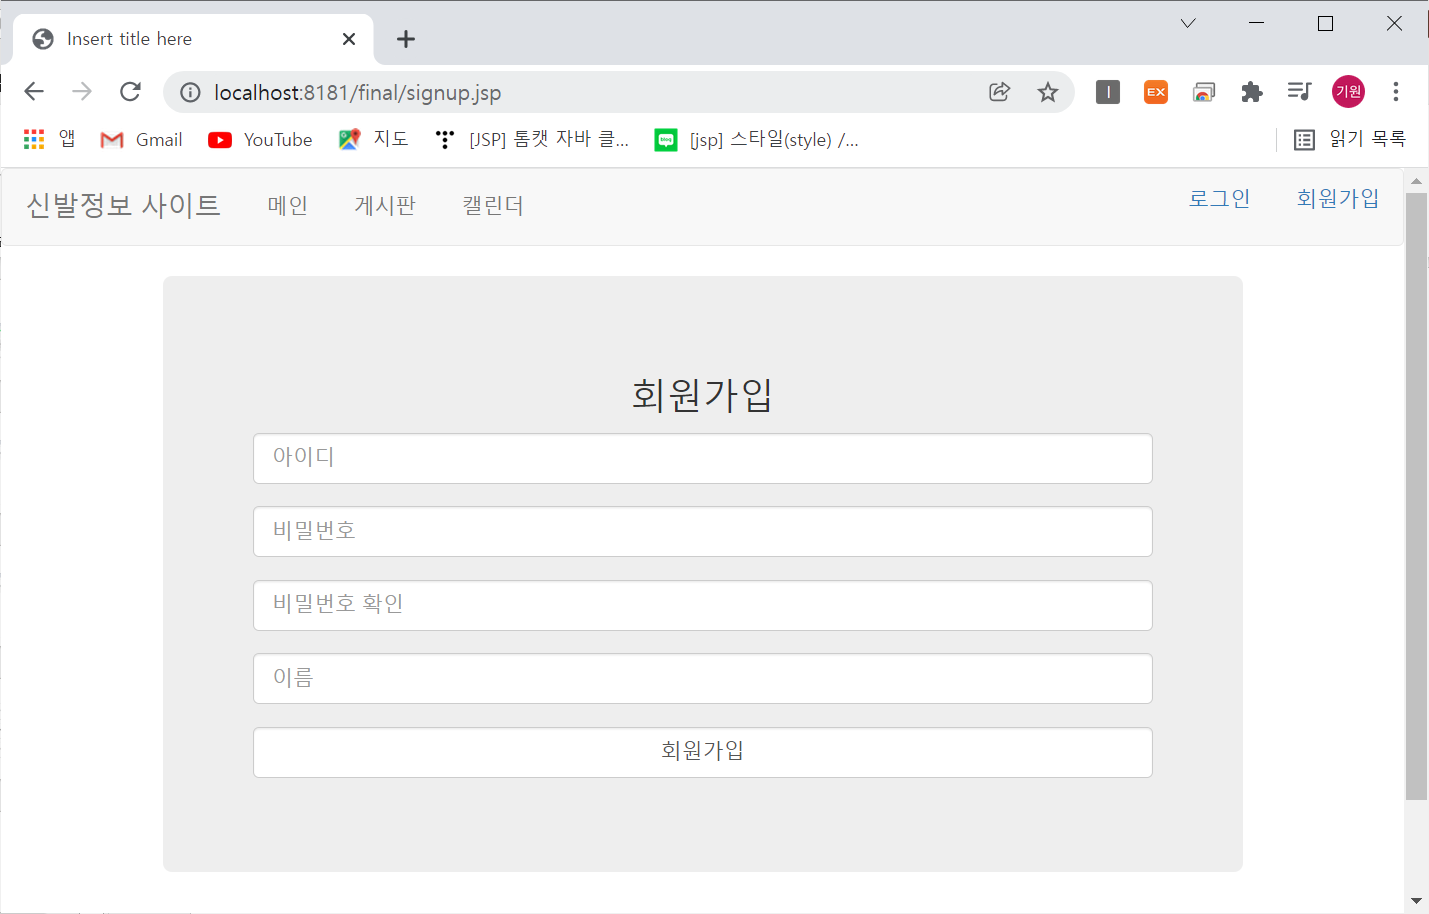 Insert title here
localhost:8181/final/signup.jsp
EX
기원
앱 Gmail YouTube 지도 [JSP] 톰캣 자바 클... blog [jsp] 스타일(style) /... 읽기 목록
신발정보 사이트 메인 게시판 캘린더 로그인 회원가입
회원가입
아이디
비밀번호
비밀번호 확인
이름
회원가입